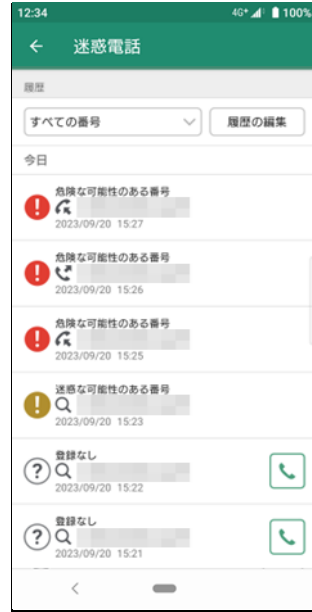 12:34 4G+ 100%
迷惑電話
履歴
すべての番号 履歴の編集
今日
危険な可能性のある番号
2023/09/20 15:27
危険な可能性のある番号
2023/09/20 15:26
危険な可能性のある番号
2023/09/20 15:25
迷惑な可能性のある番号
2023/09/20 15:23
登録なし
2023/09/20 15:22
登録なし
2023/09/20 15:21